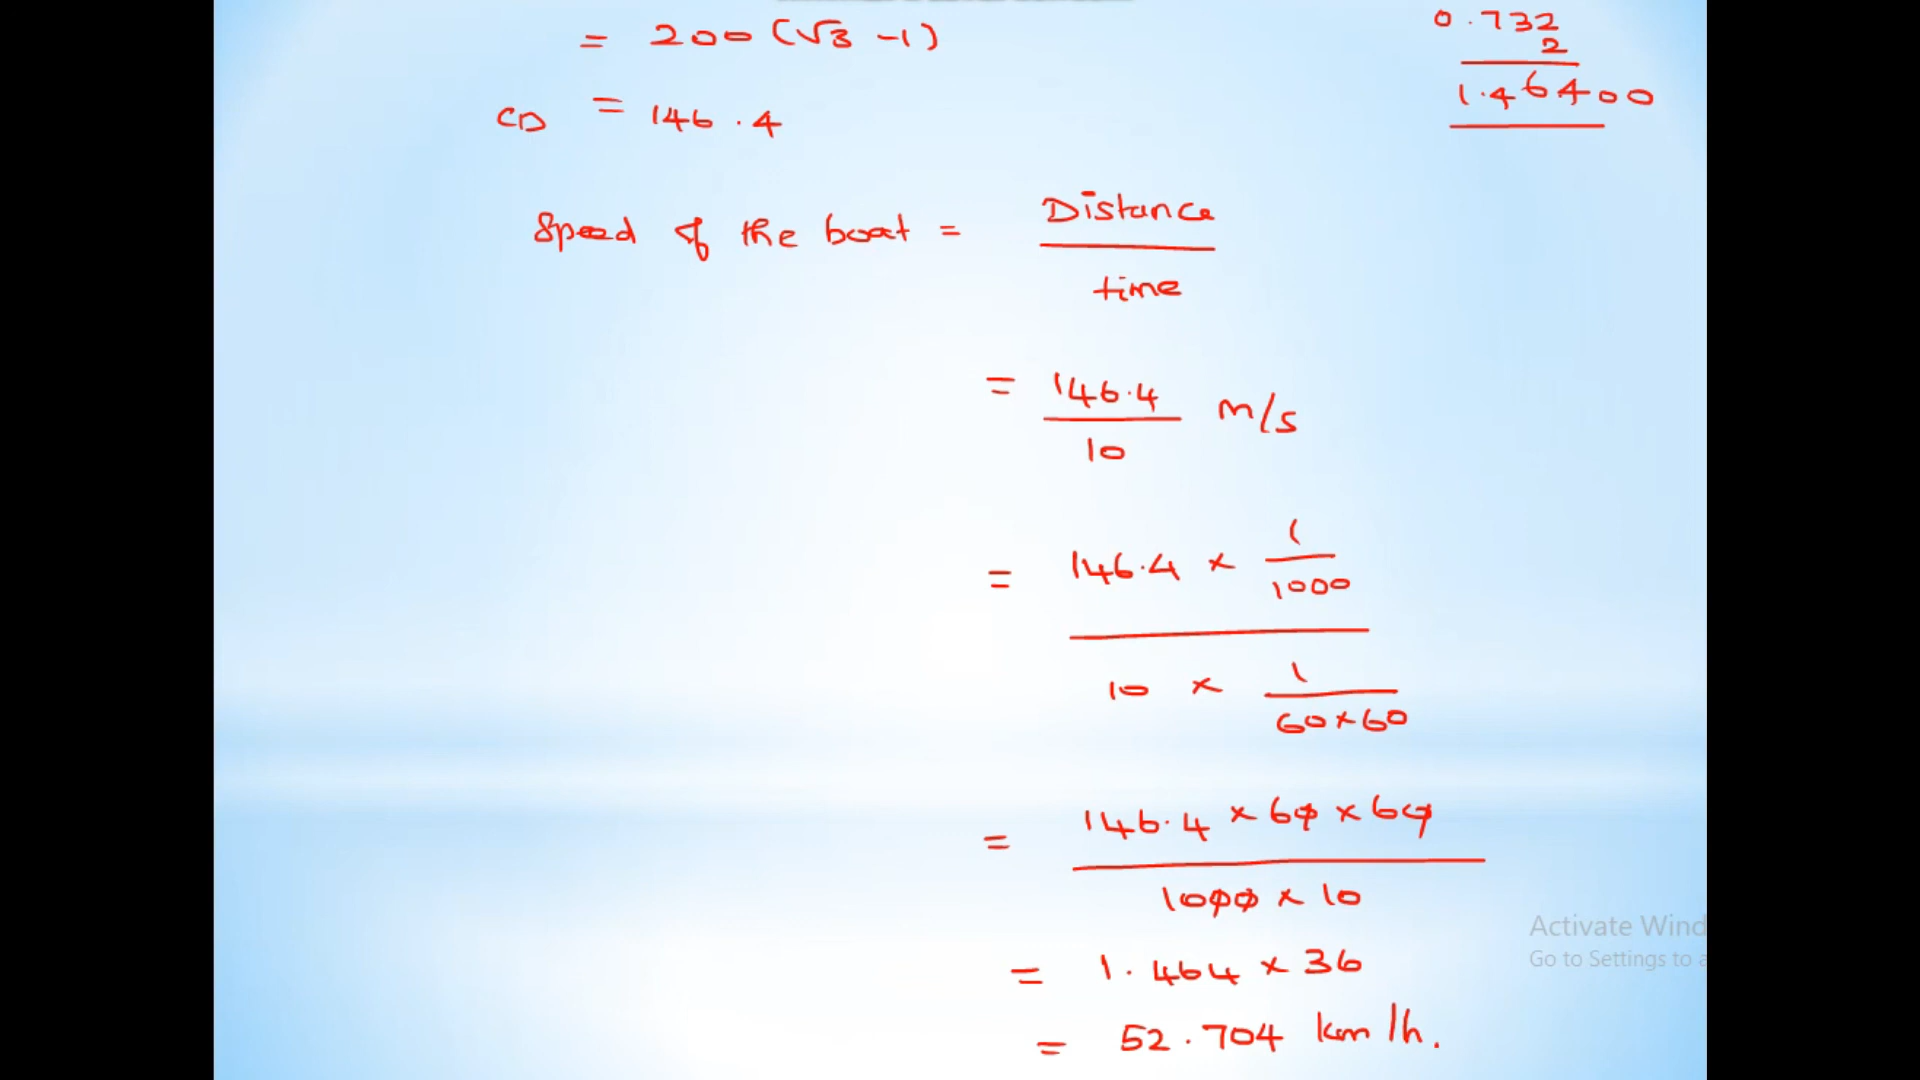 = 200 (√3 - 1)
0.732
2
1.46400
CD = 146.4
Speed of the boat = Distance / time
= 146.4 / 10 m/s
= 146.4 × 1/1000
10 × 1/60×60
= 146.4 × 60 × 60
1000 × 10
= 1.464 × 36
= 52.704 km/h.
Activate Wind
Go to Settings to a